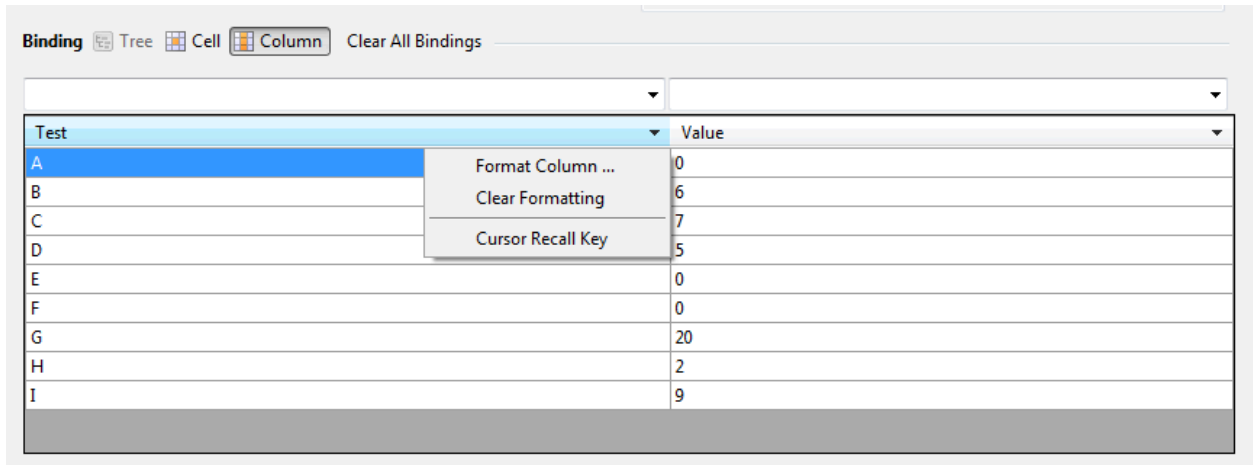 Binding Tree Cell Column Clear All Bindings
Test Value
A 0
Format Column ...
B 6
Clear Formatting
C 7
Cursor Recall Key
D 5
E 0
F 0
G 20
H 2
I 9